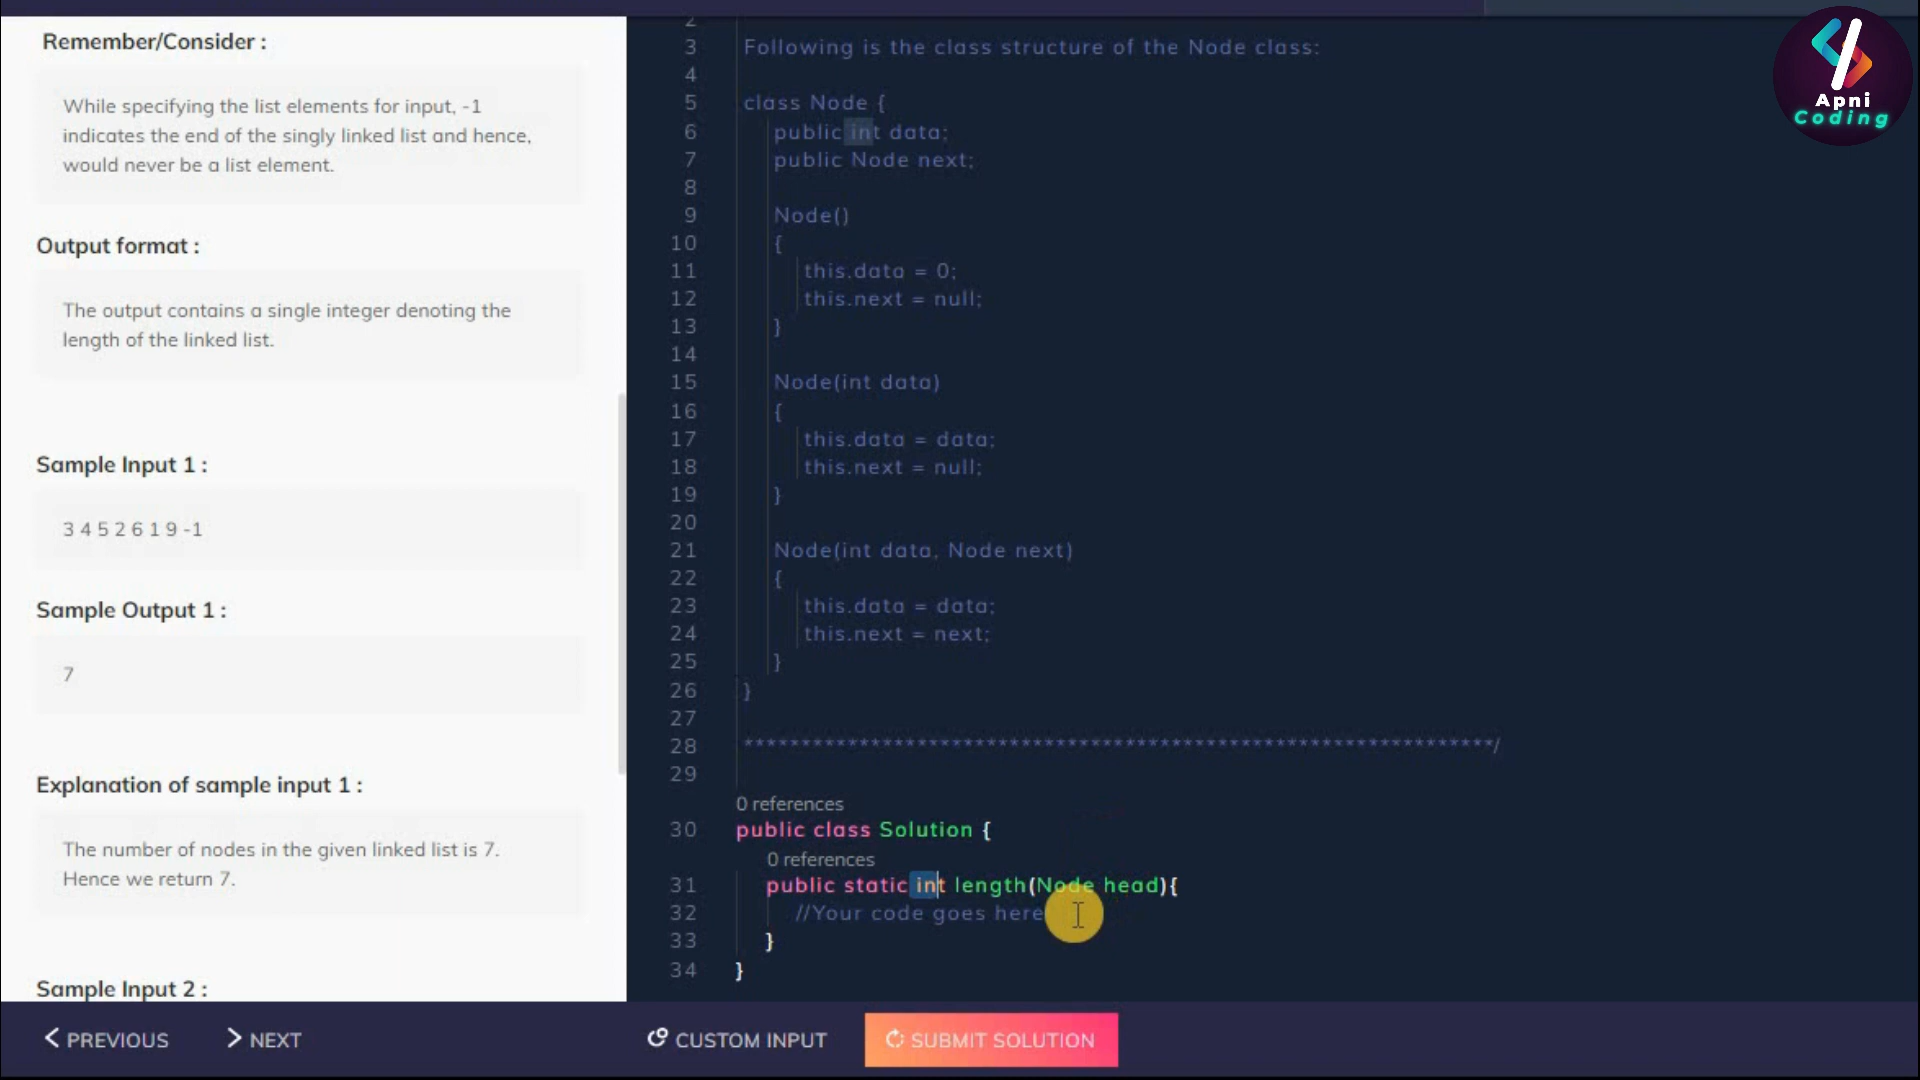 Remember/Consider :
While specifying the list elements for input, -1
indicates the end of the singly linked list and hence,
would never be a list element.
Output format :
The output contains a single integer denoting the
length of the linked list.
Sample Input 1 :
3 4 5 2 6 1 9 -1
Sample Output 1 :
7
Explanation of sample input 1 :
The number of nodes in the given linked list is 7.
Hence we return 7.
Sample Input 2 :
2
3 Following is the class structure of the Node class:
4
5 class Node {
6 public int data;
7 public Node next;
8
9 Node()
10 {
11 this.data = 0;
12 this.next = null;
13 }
14
15 Node(int data)
16 {
17 this.data = data;
18 this.next = null;
19 }
20
21 Node(int data, Node next)
22 {
23 this.data = data;
24 this.next = next;
25 }
26 }
27
28 *****************************************************************/
29
0 references
30 public class Solution {
0 references
31 public static int length(Node head){
32 //Your code goes here
33 }
34 }
Apni
Coding
< PREVIOUS
> NEXT
CUSTOM INPUT
SUBMIT SOLUTION